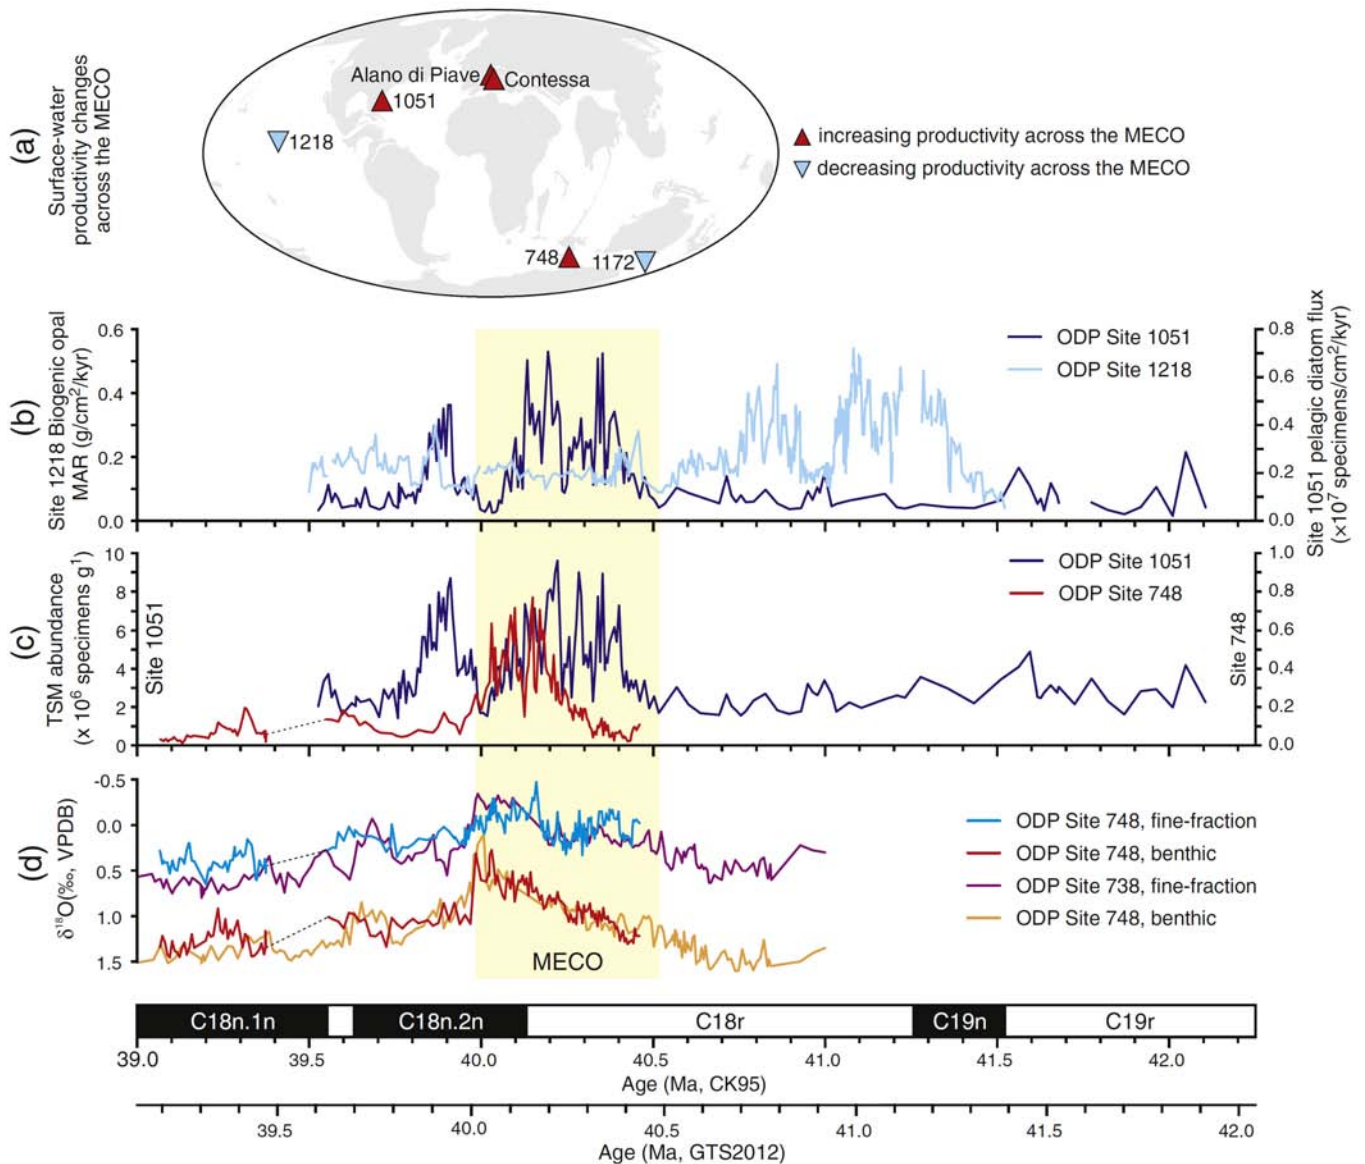 (a)
Surface-water
productivity changes
across the MECO
Alano di Piave
Contessa
1051
1218
748
1172
increasing productivity across the MECO
decreasing productivity across the MECO
(b)
Site 1218 Biogenic opal
MAR (g/cm²/kyr)
0.6
0.4
0.2
0.0
ODP Site 1051
ODP Site 1218
0.8
0.6
0.4
0.2
0.0
Site 1051 pelagic diatom flux
(×10⁷ specimens/cm²/kyr)
(c)
TSM abundance
(x 10⁶ specimens g¹)
10
8
6
4
2
0
Site 1051
ODP Site 1051
ODP Site 748
Site 748
1.0
0.8
0.6
0.4
0.2
0.0
(d)
δ¹⁸O(‰, VPDB)
-0.5
0.0
0.5
1.0
1.5
MECO
ODP Site 748, fine-fraction
ODP Site 748, benthic
ODP Site 738, fine-fraction
ODP Site 748, benthic
C18n.1n
C18n.2n
C18r
C19n
C19r
39.0 39.5 40.0 40.5 41.0 41.5 42.0
Age (Ma, CK95)
39.5 40.0 40.5 41.0 41.5 42.0
Age (Ma, GTS2012)